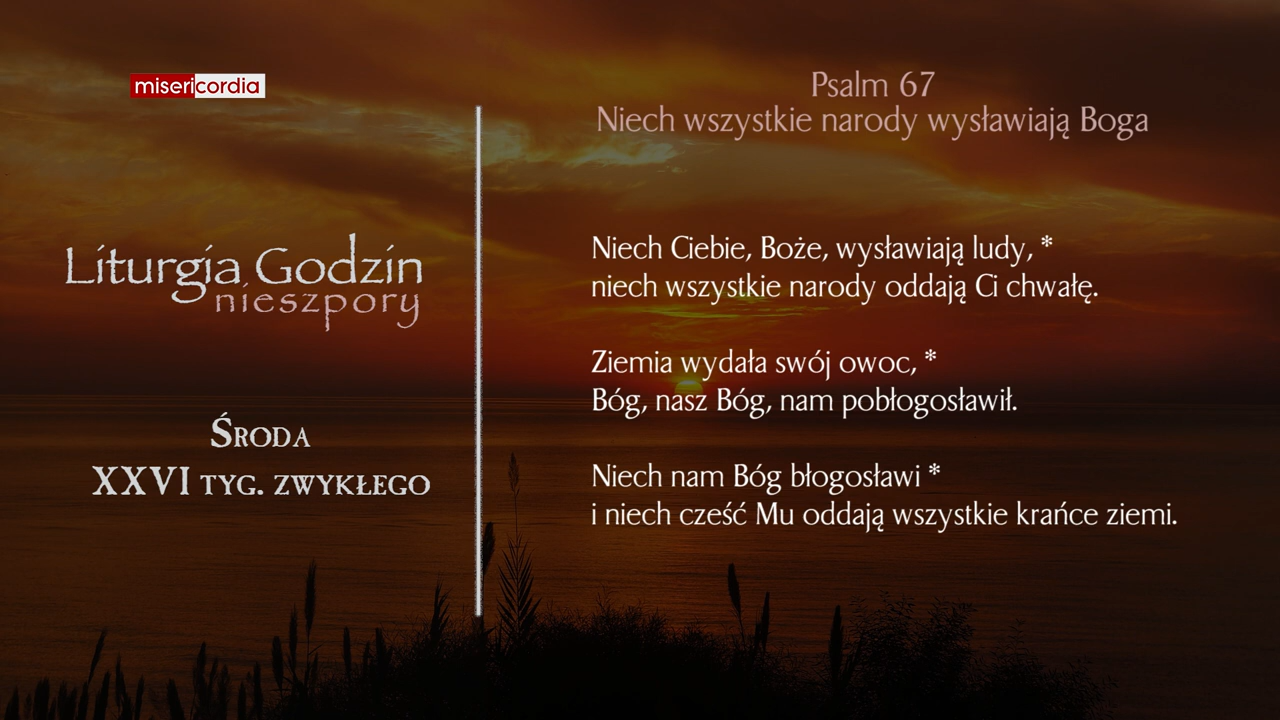 misericordia
Liturgia Godzin
nieszpory
Środa
XXVI tyg. zwykłego
Psalm 67
Niech wszystkie narody wysławiają Boga
Niech Ciebie, Boże, wysławiają ludy, *
niech wszystkie narody oddają Ci chwałę.
Ziemia wydała swój owoc, *
Bóg, nasz Bóg, nam pobłogosławił.
Niech nam Bóg błogosławi *
i niech cześć Mu oddają wszystkie krańce ziemi.